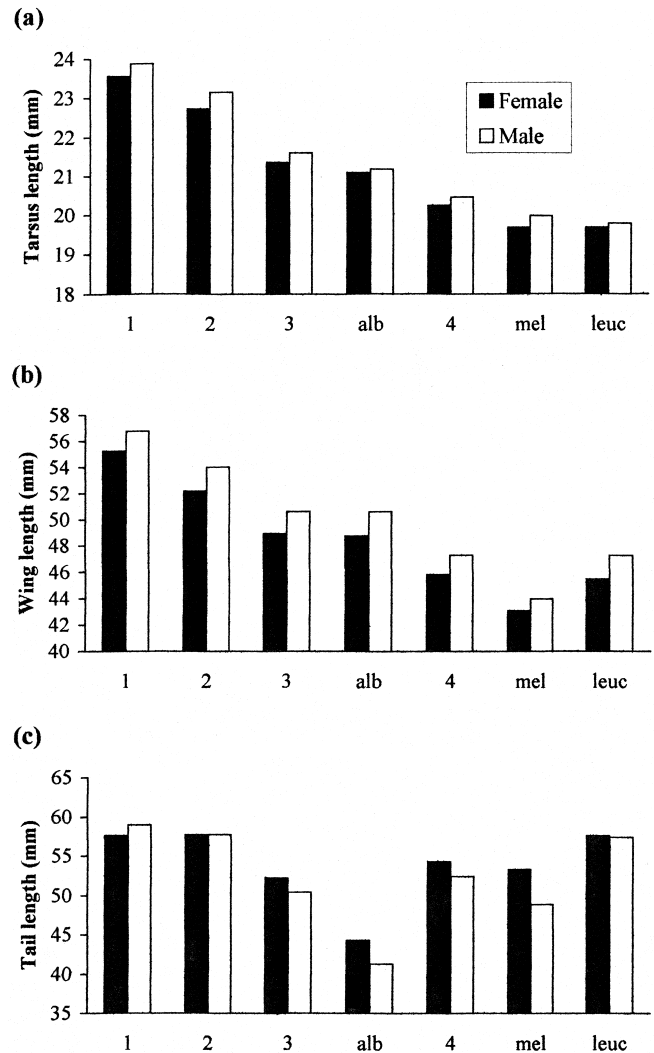 (a)
Tarsus length (mm)
24
23
22
21
20
19
18
Female
Male
1 2 3 alb 4 mel leuc
(b)
Wing length (mm)
58
56
54
52
50
48
46
44
42
40
1 2 3 alb 4 mel leuc
(c)
Tail length (mm)
65
60
55
50
45
40
35
1 2 3 alb 4 mel leuc